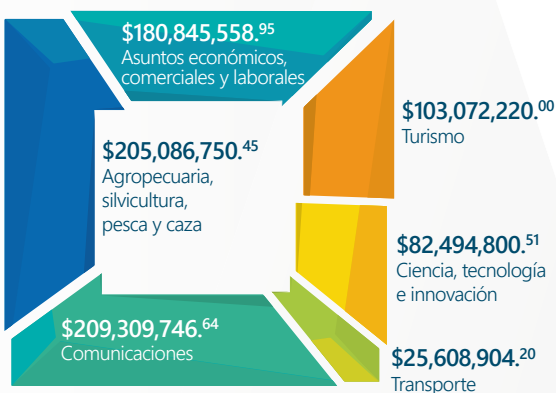 $180,845,558.95
Asuntos económicos,
comerciales y laborales
$103,072,220.00
Turismo
$205,086,750.45
Agropecuaria,
silvicultura,
pesca y caza
$82,494,800.51
Ciencia, tecnología
e innovación
$209,309,746.64
Comunicaciones
$25,608,904.20
Transporte